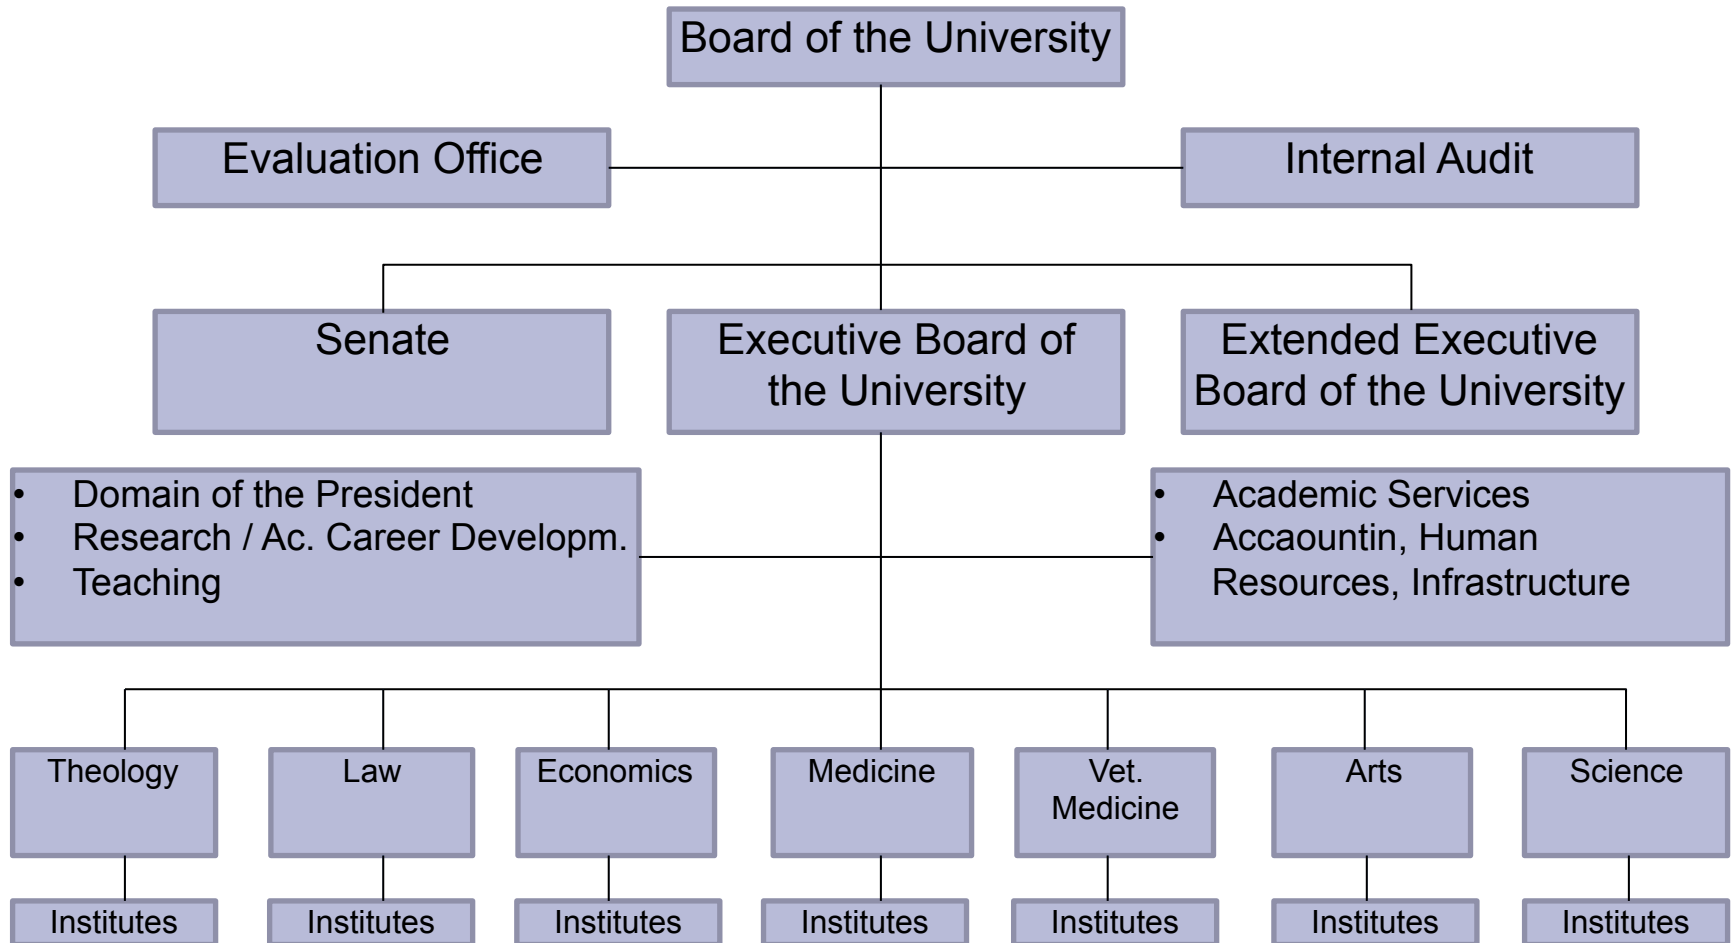 Board of the University
Evaluation Office
Internal Audit
Senate
Executive Board of
the University
Extended Executive
Board of the University
• Domain of the President
• Research / Ac. Career Developm.
• Teaching
• Academic Services
• Accaountin, Human
Resources, Infrastructure
Theology
Law
Economics
Medicine
Vet.
Medicine
Arts
Science
Institutes
Institutes
Institutes
Institutes
Institutes
Institutes
Institutes